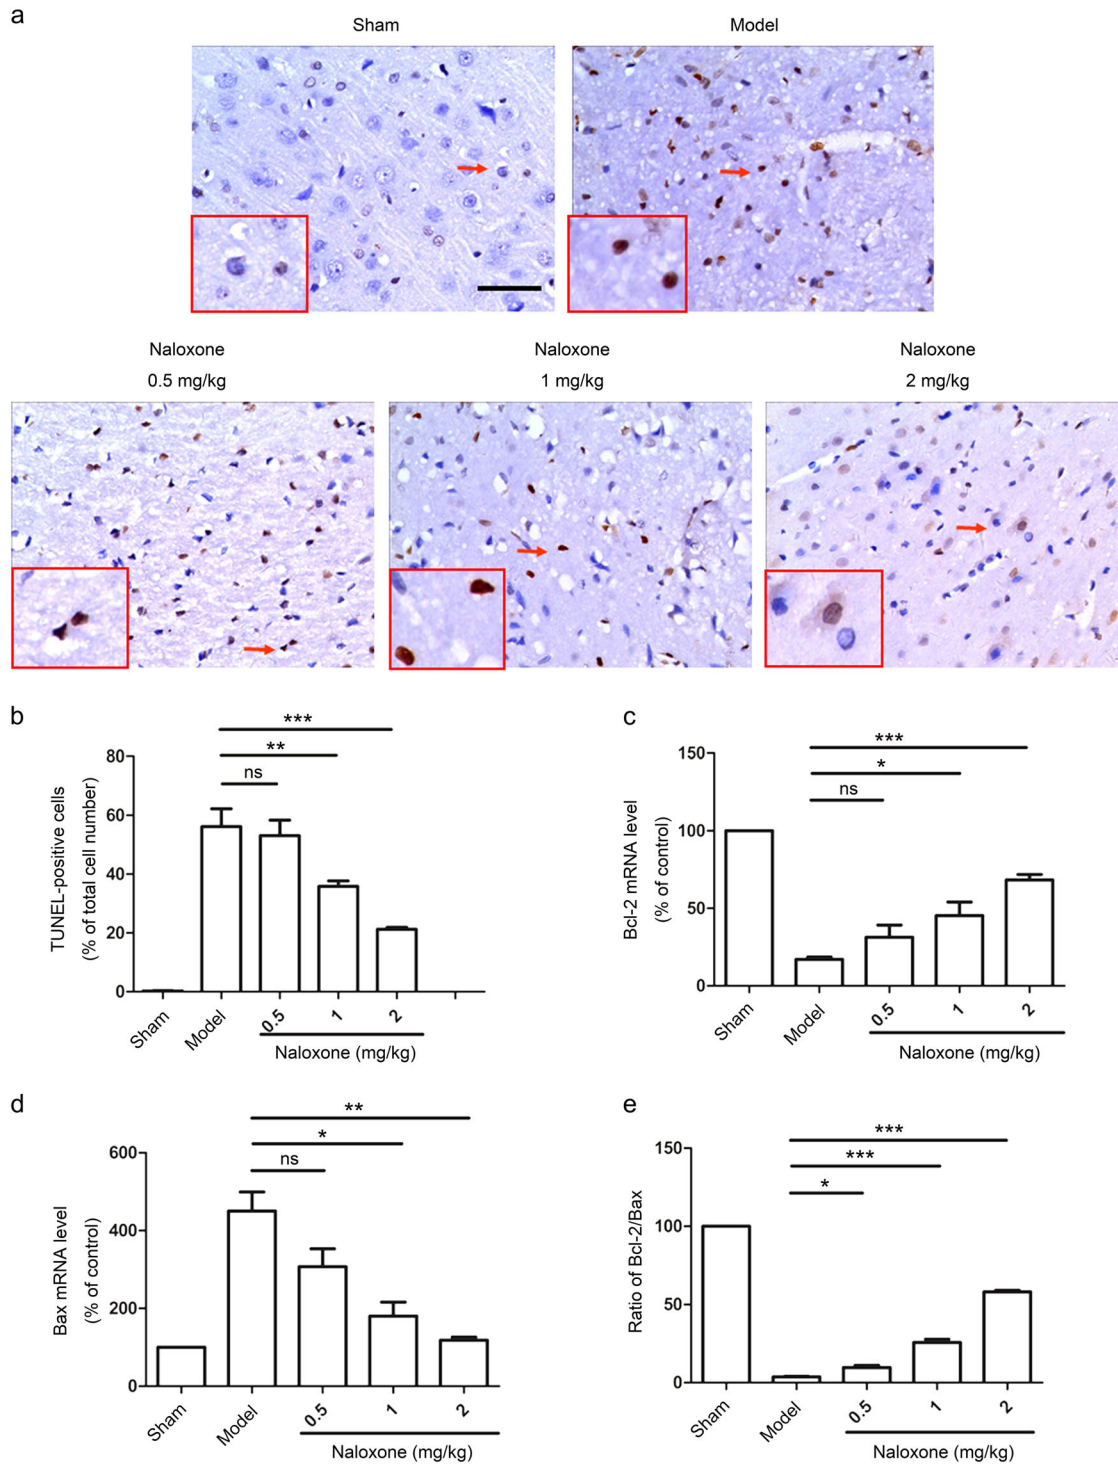 a
Sham
Model
Naloxone
0.5 mg/kg
Naloxone
1 mg/kg
Naloxone
2 mg/kg
b
TUNEL-positive cells
(% of total cell number)
80
60
40
20
0
***
**
ns
Sham
Model
0.5
1
2
Naloxone (mg/kg)
c
Bcl-2 mRNA level
(% of control)
150
100
50
0
***
*
ns
Sham
Model
0.5
1
2
Naloxone (mg/kg)
d
Bax mRNA level
(% of control)
600
400
200
0
**
*
ns
Sham
Model
0.5
1
2
Naloxone (mg/kg)
e
Ratio of Bcl-2/Bax
150
100
50
0
***
***
*
Sham
Model
0.5
1
2
Naloxone (mg/kg)